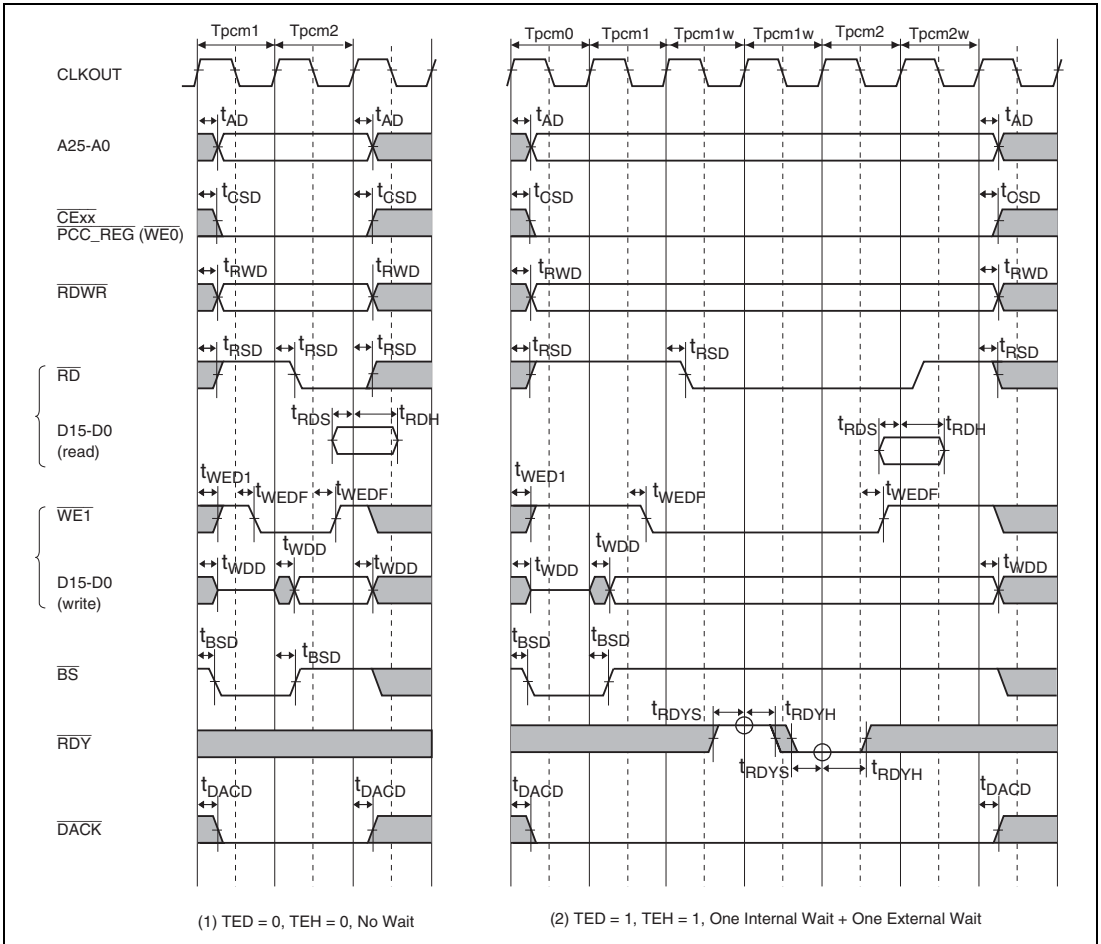 Tpcm1 Tpcm2 Tpcm0 Tpcm1 Tpcm1w Tpcm1w Tpcm2 Tpcm2w
CLKOUT
tAD tAD tAD tAD
A25-A0
tCSD tCSD tCSD tCSD
CExx
PCC_REG (WE0)
tRWD tRWD tRWD tRWD
RDWR
tRSD tRSD tRSD tRSD tRSD tRSD
RD
tRDS tRDH tRDS tRDH
D15-D0
(read)
tWED1 tWEDF tWEDF tWED1 tWEDF tWEDF
WE1
tWDD tWDD tWDD tWDD tWDD tWDD
D15-D0
(write)
tBSD tBSD tBSD tBSD
BS
tRDYS tRDYH
RDY
tRDYS tRDYH
tDACD tDACD tDACD tDACD
DACK
(1) TED = 0, TEH = 0, No Wait (2) TED = 1, TEH = 1, One Internal Wait + One External Wait